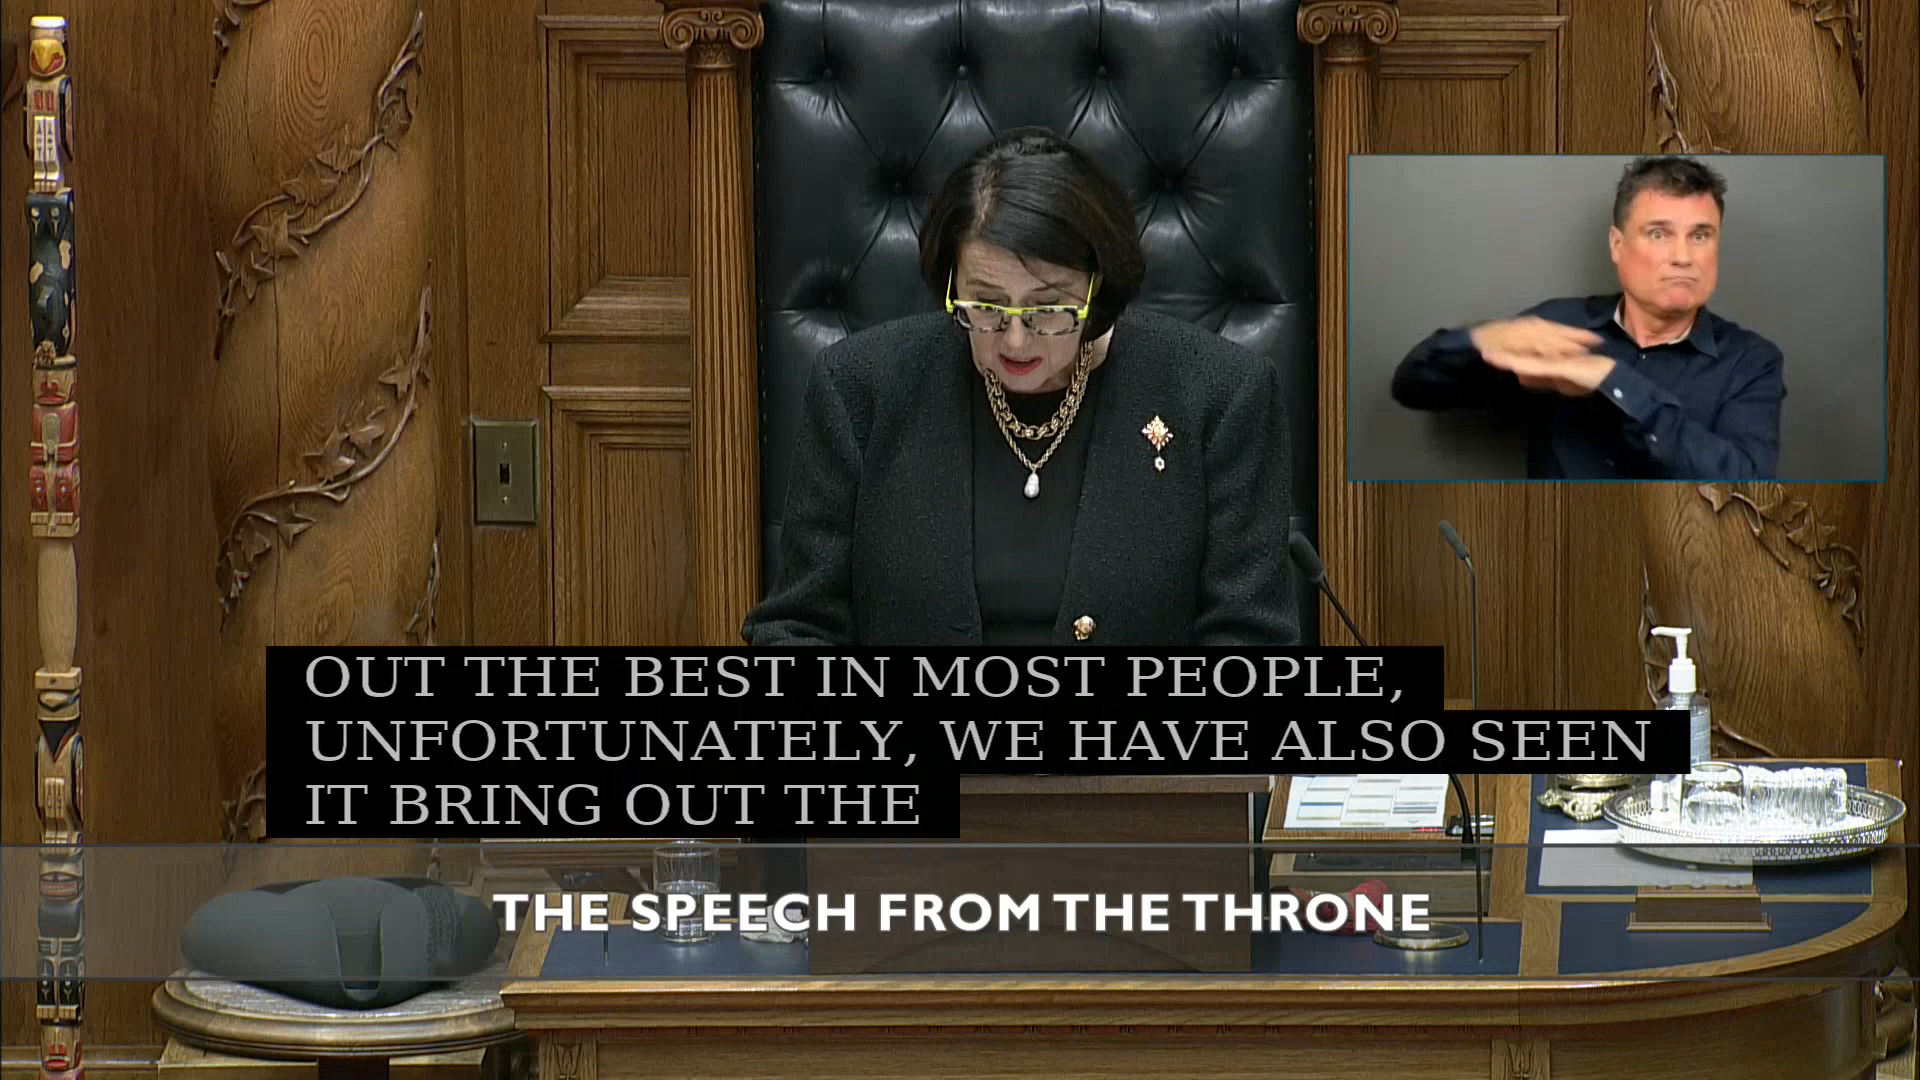 OUT THE BEST IN MOST PEOPLE,
UNFORTUNATELY, WE HAVE ALSO SEEN
IT BRING OUT THE
THE SPEECH FROM THE THRONE